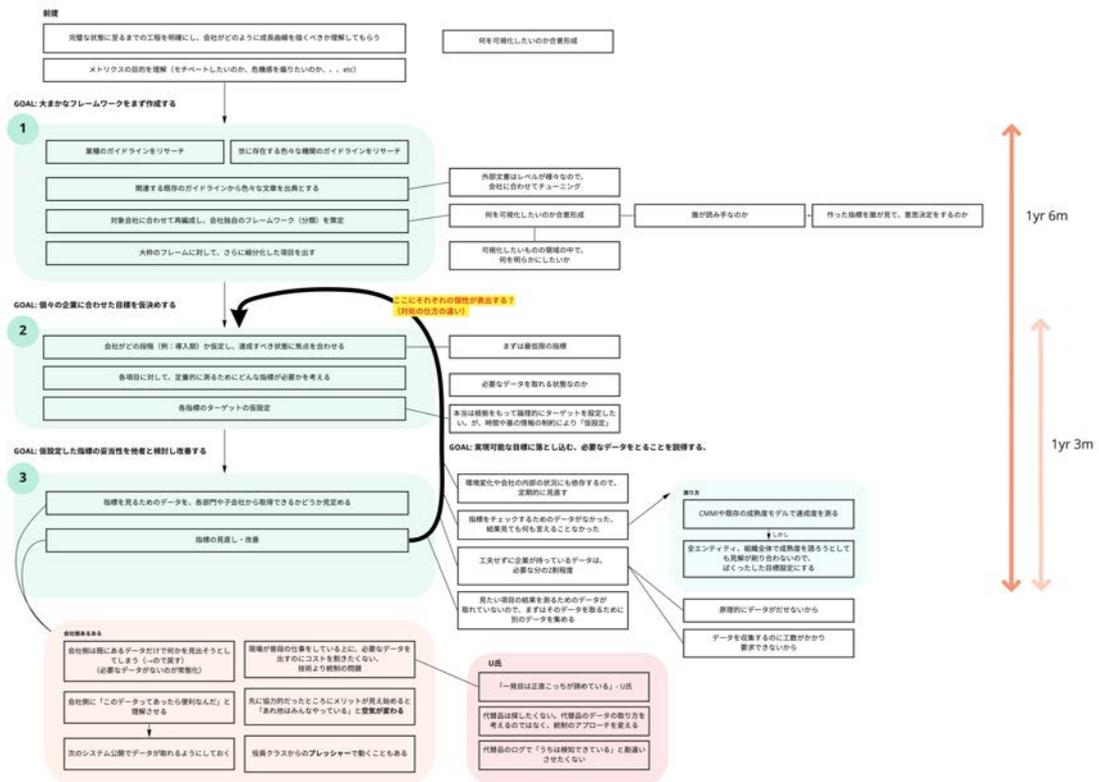 前提
完璧な状態に至るまでの工程を明確にし、会社がどのように成長曲線を描くべきか理解してもらう
何を可視化したいのか合意形成
メトリクスの目的を理解（モチベートしたいのか、危機感を煽りたいのか、、、etc）
GOAL: 大まかなフレームワークをまず作成する
1
業種のガイドラインをリサーチ
世に存在する色々な機関のガイドラインをリサーチ
関連する既存のガイドラインから色々な文章を出典とする
外部文書はレベルが様々なので、
会社に合わせてチューニング
対象会社に合わせて再編成し、会社独自のフレームワーク（分類）を策定
何を可視化したいのか合意形成
誰が読み手なのか
作った指標を誰が見て、意思決定をするのか
大枠のフレームに対して、さらに細分化した項目を出す
可視化したいものの領域の中で、
何を明らかにしたいか
1yr 6m
GOAL: 個々の企業に合わせた目標を仮決めする
ここにそれぞれの個性が表出する？
（対処の仕方の違い）
2
会社がどの段階（例：導入期）か仮定し、達成すべき状態に焦点を合わせる
まずは最低限の指標
各項目に対して、定量的に測るためにどんな指標が必要かを考える
必要なデータを取れる状態なのか
各指標のターゲットの仮設定
本当は根拠をもって論理的にターゲットを設定した
い。が、時間や基の情報の制約により「仮設定」
1yr 3m
GOAL: 仮設定した指標の妥当性を他者と検討し改善する
GOAL: 実現可能な目標に落とし込む、必要なデータをとることを説得する、
3
指標を見るためのデータを、各部門や子会社から取得できるかどうか見定める
指標の見直し・改善
環境変化や会社の内部の状況にも依存するので、
定期的に見直す
指標をチェックするためのデータがなかった、
結果見ても何も言えることなかった
工夫せずに企業が持っているデータは、
必要な分の2割程度
見たい項目の結果を測るためのデータが
取れていないので、まずはそのデータを取るために
別のデータを集める
測り方
CMMIや既存の成熟度モデルで達成度を測る
しかし
全エンティティ、組織全体で成熟度を語ろうとして
も見解が刷り合わないので、
ばくっとした目標設定にする
原理的にデータがだせないから
データを収集するのに工数がかかり
要求できないから
会社側あるある
会社側は既にあるデータだけで何かを見出そうとし
てしまう（→ので戻す）
（必要なデータがないのが常態化）
現場が普段の仕事をしている上に、必要なデータを
出すのにコストを割きたくない、
技術より統制の問題
会社側に「このデータってあったら便利なんだ」と
理解させる
先に協力的だったところにメリットが見え始めると
「あれ他はみんなやっている」と空気が変わる
次のシステム公開でデータが取れるようにしておく
役員クラスからのプレッシャーで動くこともある
U氏
「一発目は正直こっちが諦めている」- U氏
代替品は探したくない。代替品のデータの取り方を
考えるのではなく、統制のアプローチを変える
代替品のログで「うちは検知できている」と勘違い
させたくない